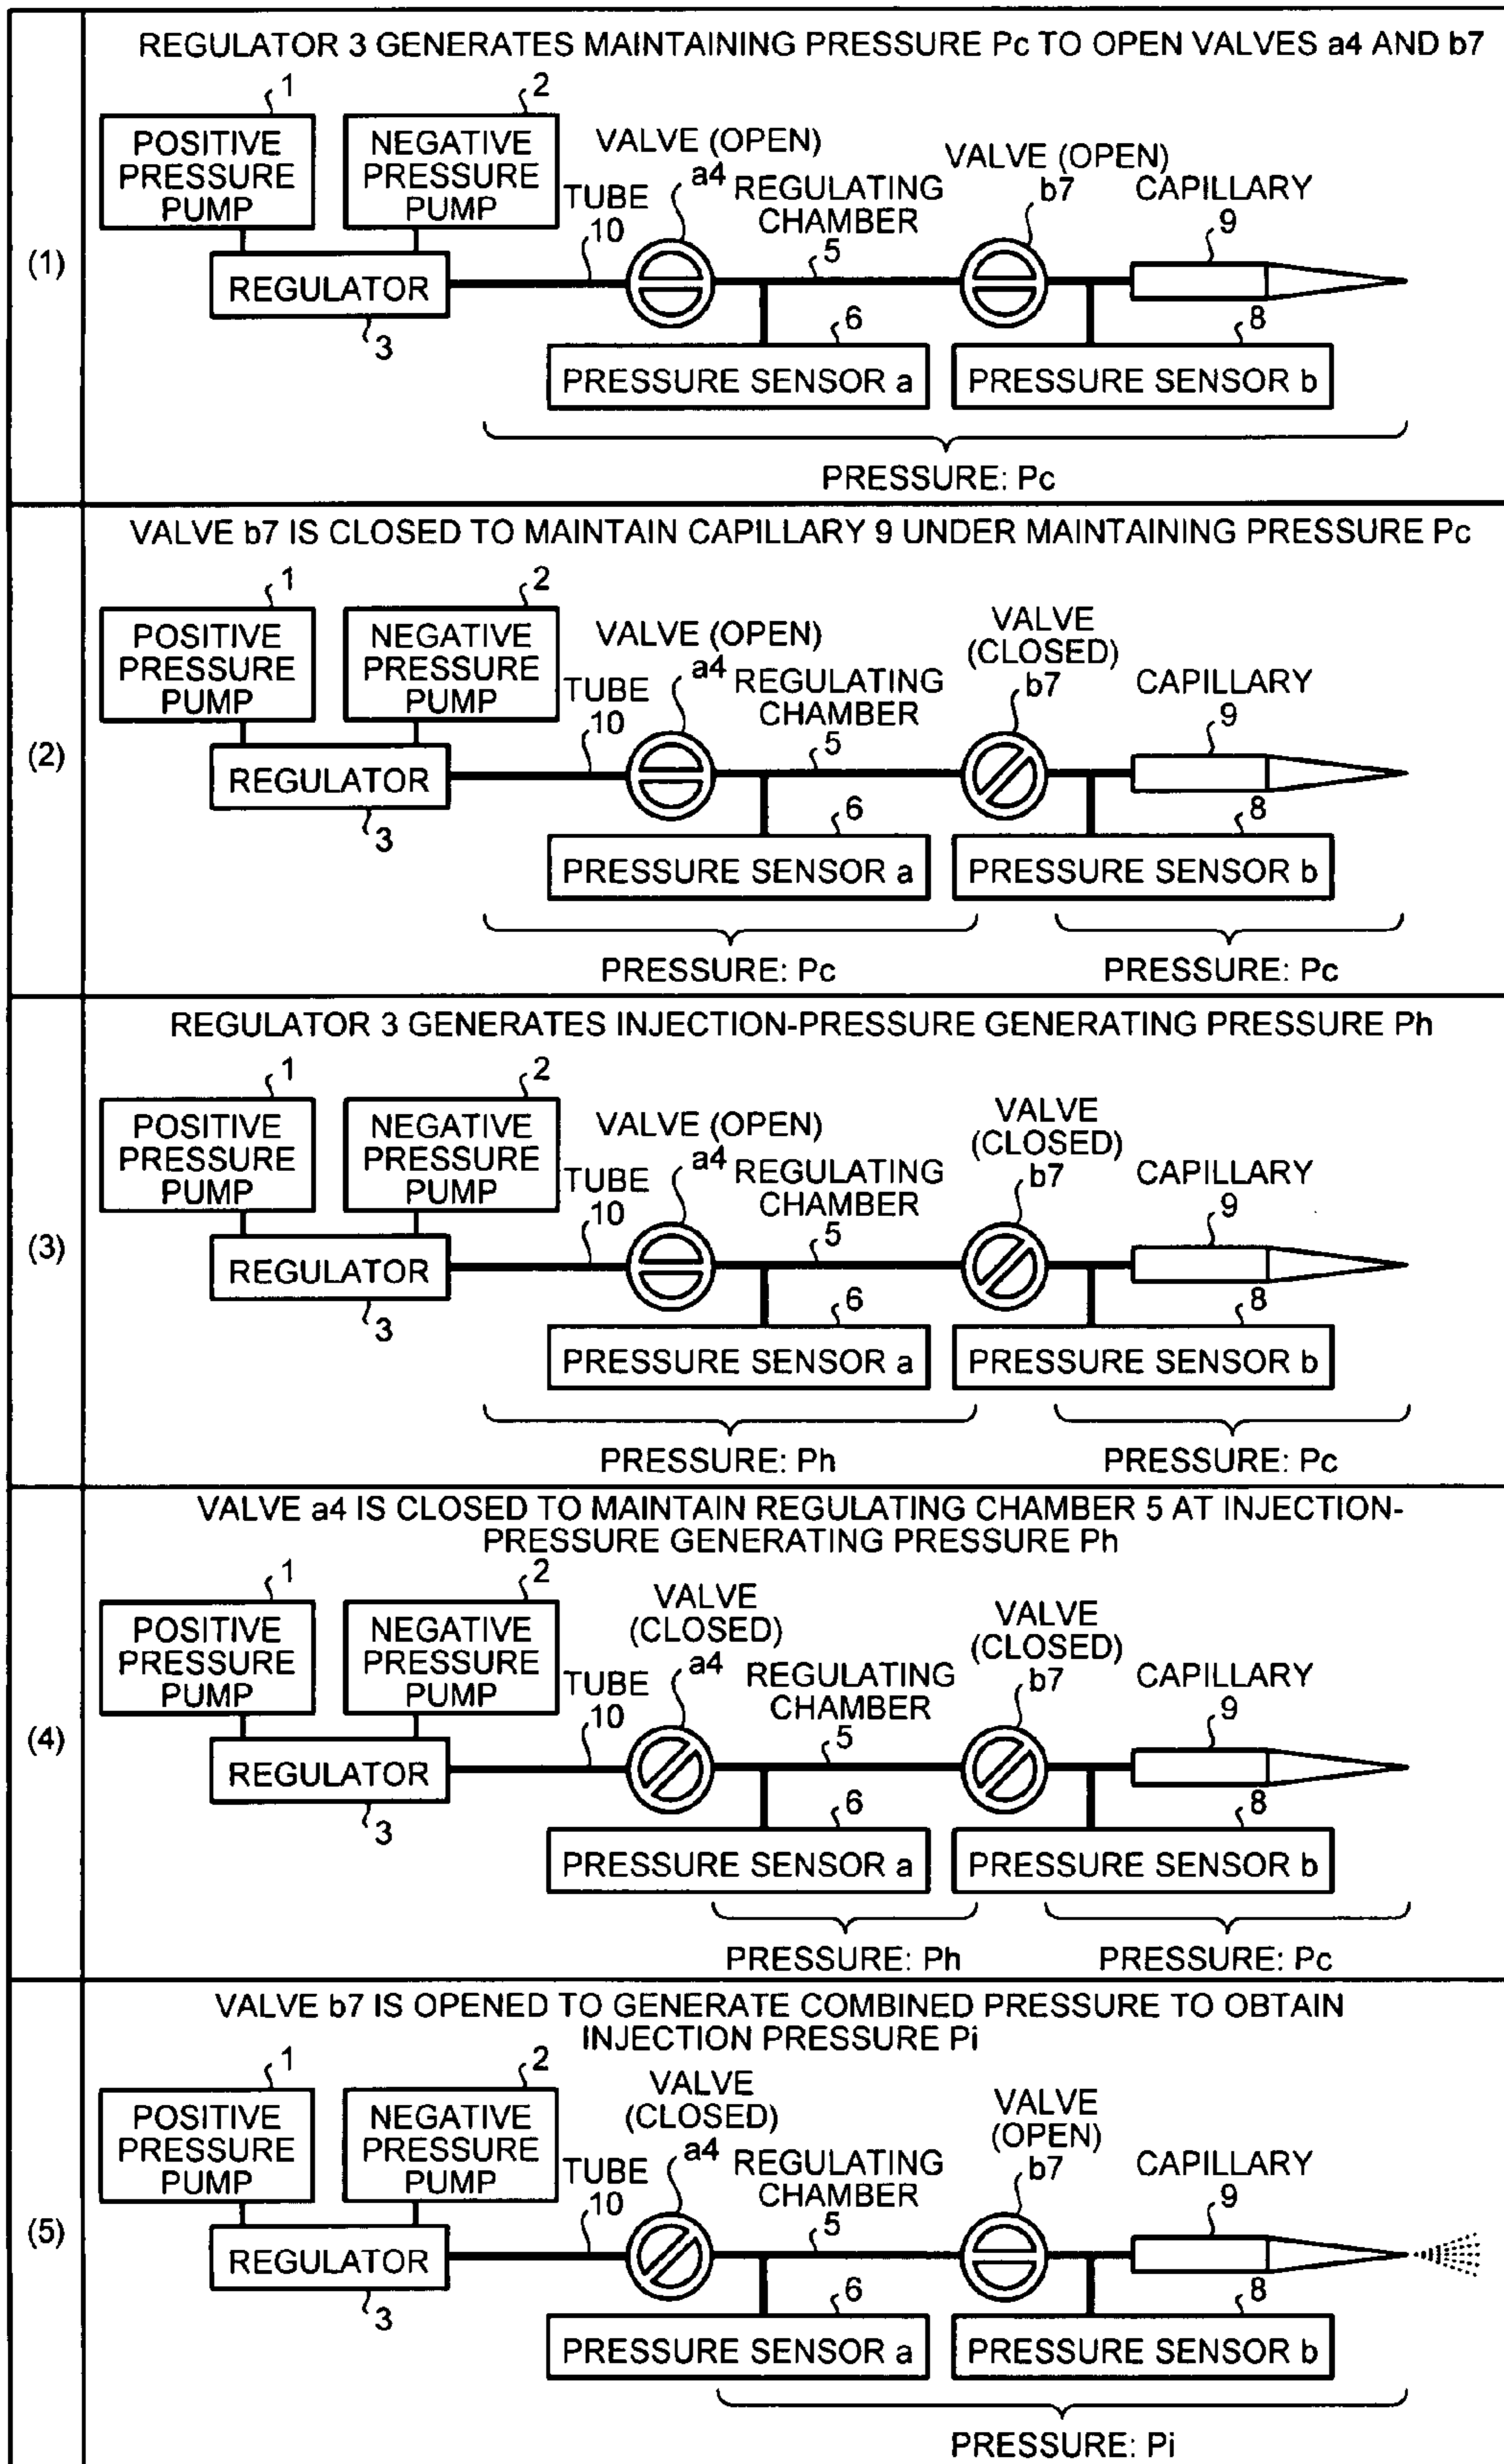 (1)
REGULATOR 3 GENERATES MAINTAINING PRESSURE Pc TO OPEN VALVES a4 AND b7
1
2
POSITIVE
PRESSURE
PUMP
NEGATIVE
PRESSURE
PUMP
VALVE (OPEN)
a4
VALVE (OPEN)
b7
TUBE
10
REGULATING
CHAMBER
5
CAPILLARY
9
REGULATOR
3
6
8
PRESSURE SENSOR a
PRESSURE SENSOR b
PRESSURE: Pc
(2)
VALVE b7 IS CLOSED TO MAINTAIN CAPILLARY 9 UNDER MAINTAINING PRESSURE Pc
1
2
POSITIVE
PRESSURE
PUMP
NEGATIVE
PRESSURE
PUMP
VALVE (OPEN)
a4
VALVE
(CLOSED)
b7
TUBE
10
REGULATING
CHAMBER
5
CAPILLARY
9
REGULATOR
3
6
8
PRESSURE SENSOR a
PRESSURE SENSOR b
PRESSURE: Pc
PRESSURE: Pc
(3)
REGULATOR 3 GENERATES INJECTION-PRESSURE GENERATING PRESSURE Ph
1
2
POSITIVE
PRESSURE
PUMP
NEGATIVE
PRESSURE
PUMP
VALVE (OPEN)
a4
VALVE
(CLOSED)
b7
TUBE
10
REGULATING
CHAMBER
5
CAPILLARY
9
REGULATOR
3
6
8
PRESSURE SENSOR a
PRESSURE SENSOR b
PRESSURE: Ph
PRESSURE: Pc
(4)
VALVE a4 IS CLOSED TO MAINTAIN REGULATING CHAMBER 5 AT INJECTION-
PRESSURE GENERATING PRESSURE Ph
1
2
POSITIVE
PRESSURE
PUMP
NEGATIVE
PRESSURE
PUMP
VALVE
(CLOSED)
a4
VALVE
(CLOSED)
b7
TUBE
10
REGULATING
CHAMBER
5
CAPILLARY
9
REGULATOR
3
6
8
PRESSURE SENSOR a
PRESSURE SENSOR b
PRESSURE: Ph
PRESSURE: Pc
(5)
VALVE b7 IS OPENED TO GENERATE COMBINED PRESSURE TO OBTAIN
INJECTION PRESSURE Pi
1
2
POSITIVE
PRESSURE
PUMP
NEGATIVE
PRESSURE
PUMP
VALVE
(CLOSED)
a4
VALVE
(OPEN)
b7
TUBE
10
REGULATING
CHAMBER
5
CAPILLARY
9
REGULATOR
3
6
8
PRESSURE SENSOR a
PRESSURE SENSOR b
PRESSURE: Pi